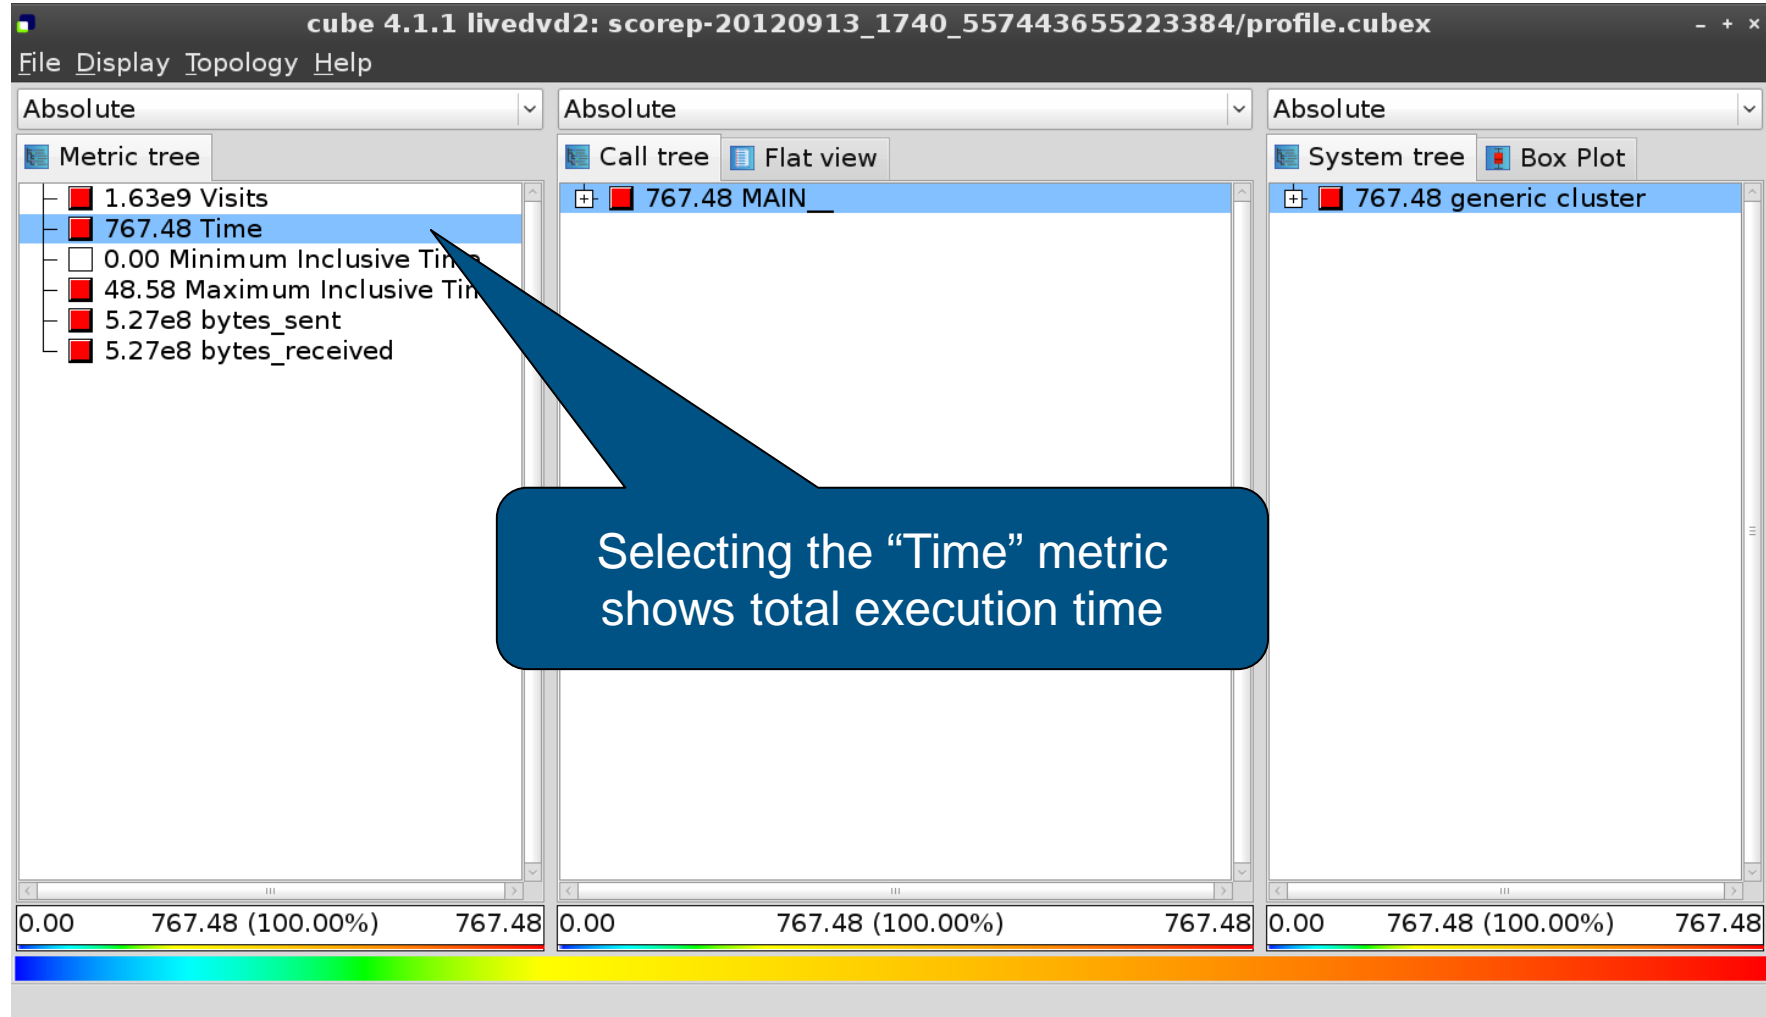 cube 4.1.1 livedvd2: scorep-20120913_1740_557443655223384/profile.cubex
File Display Topology Help
Absolute
Absolute
Absolute
Metric tree
Call tree
Flat view
System tree
Box Plot
1.63e9 Visits
767.48 Time
0.00 Minimum Inclusive Time
48.58 Maximum Inclusive Tim
5.27e8 bytes_sent
5.27e8 bytes_received
767.48 MAIN__
767.48 generic cluster
Selecting the “Time” metric
shows total execution time
0.00 767.48 (100.00%) 767.48
0.00 767.48 (100.00%) 767.48
0.00 767.48 (100.00%) 767.48